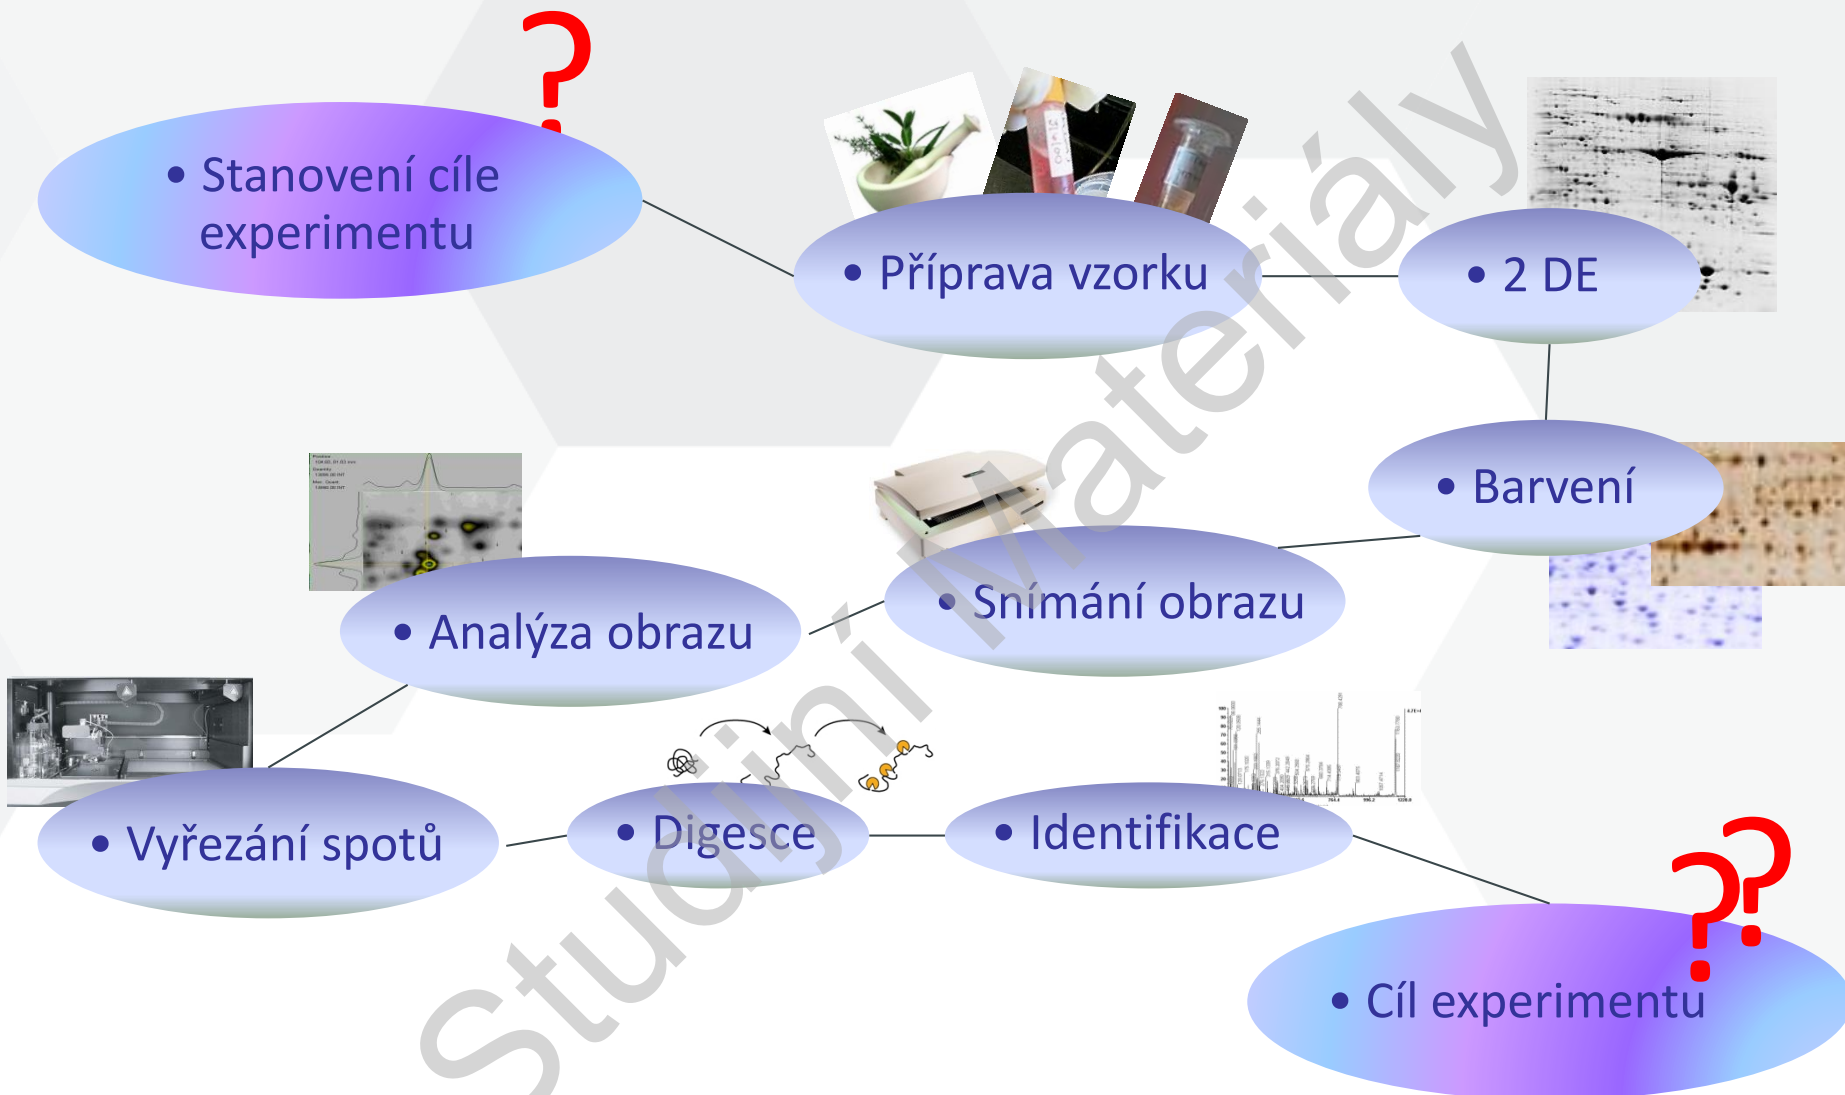 ?
• Stanovení cíle
experimentu
• Příprava vzorku
• 2 DE
• Barvení
• Snímání obrazu
• Analýza obrazu
• Vyřezání spotů
• Digesce
• Identifikace
??
• Cíl experimentu
Studijní Materiály